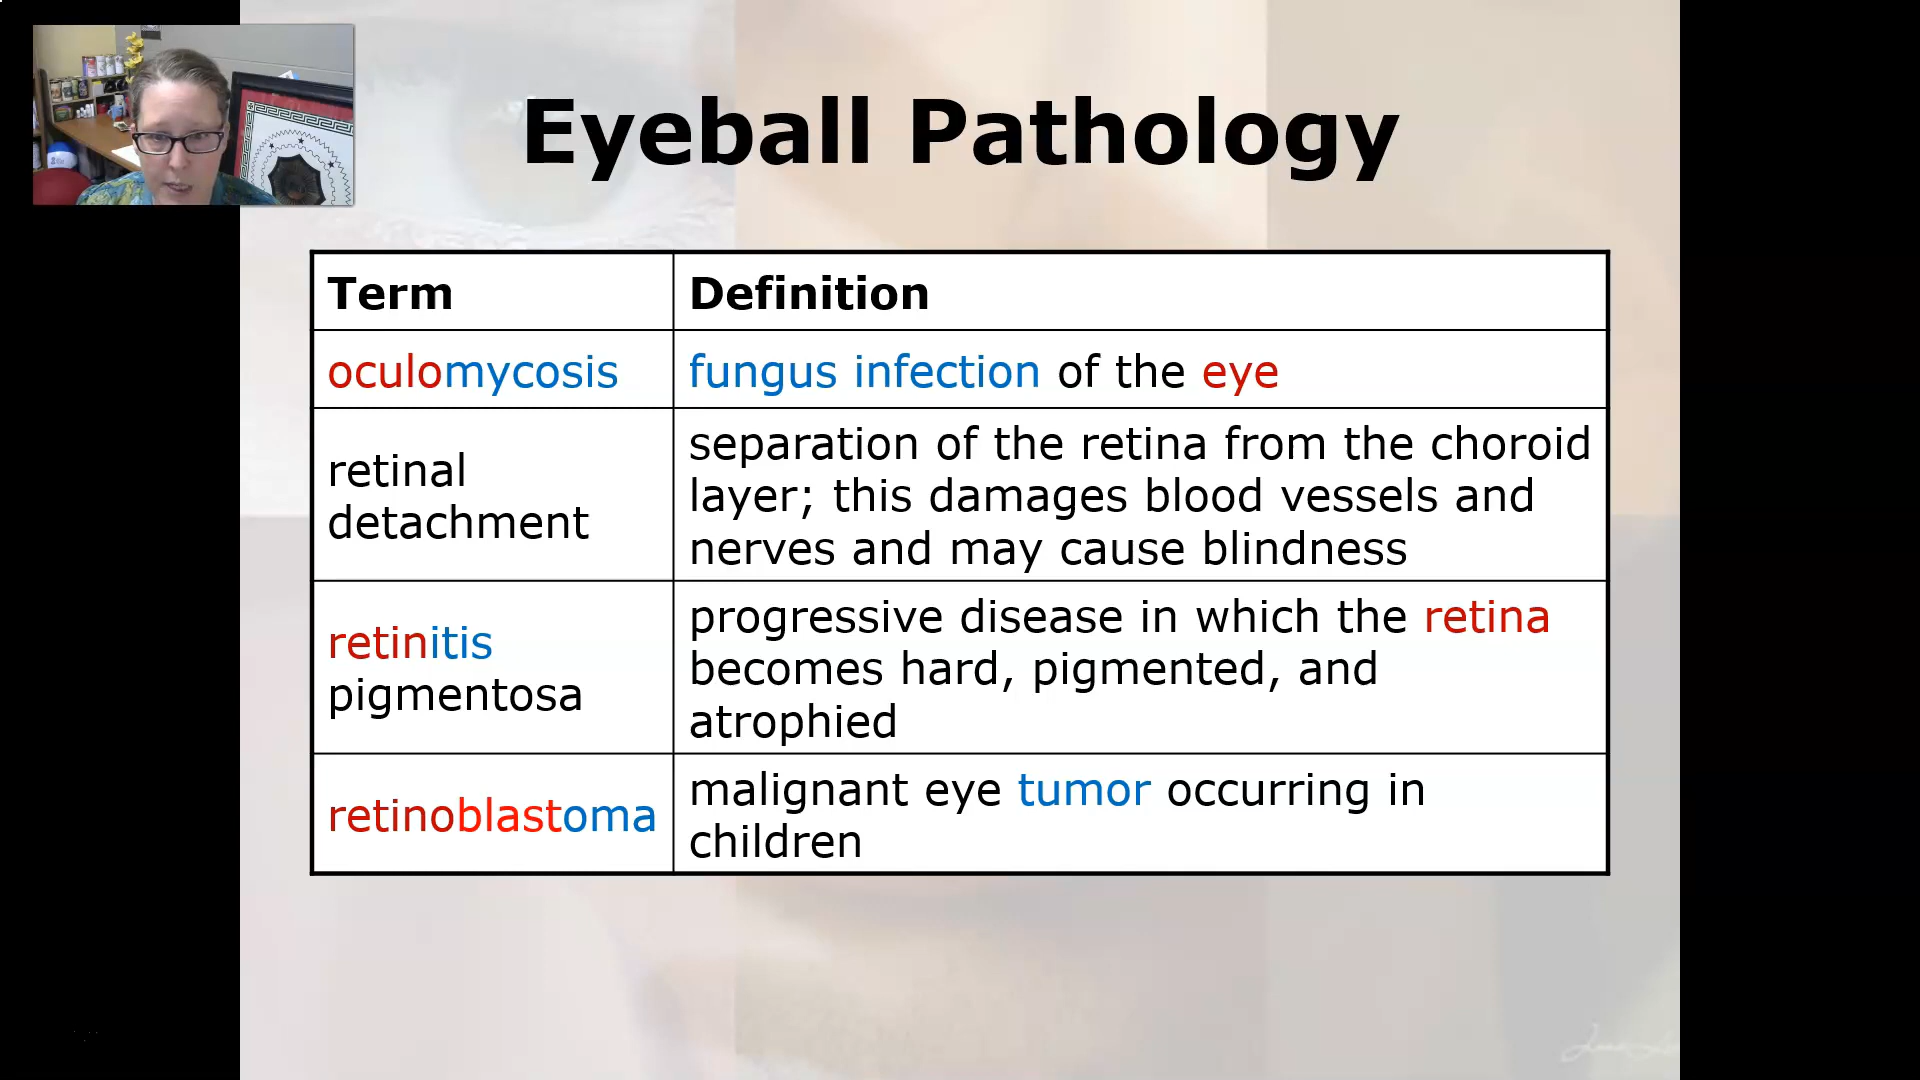 Eyeball Pathology
Term
Definition
oculomycosis
fungus infection of the eye
retinal
detachment
separation of the retina from the choroid
layer; this damages blood vessels and
nerves and may cause blindness
retinitis
pigmentosa
progressive disease in which the retina
becomes hard, pigmented, and
atrophied
retinoblastoma
malignant eye tumor occurring in
children